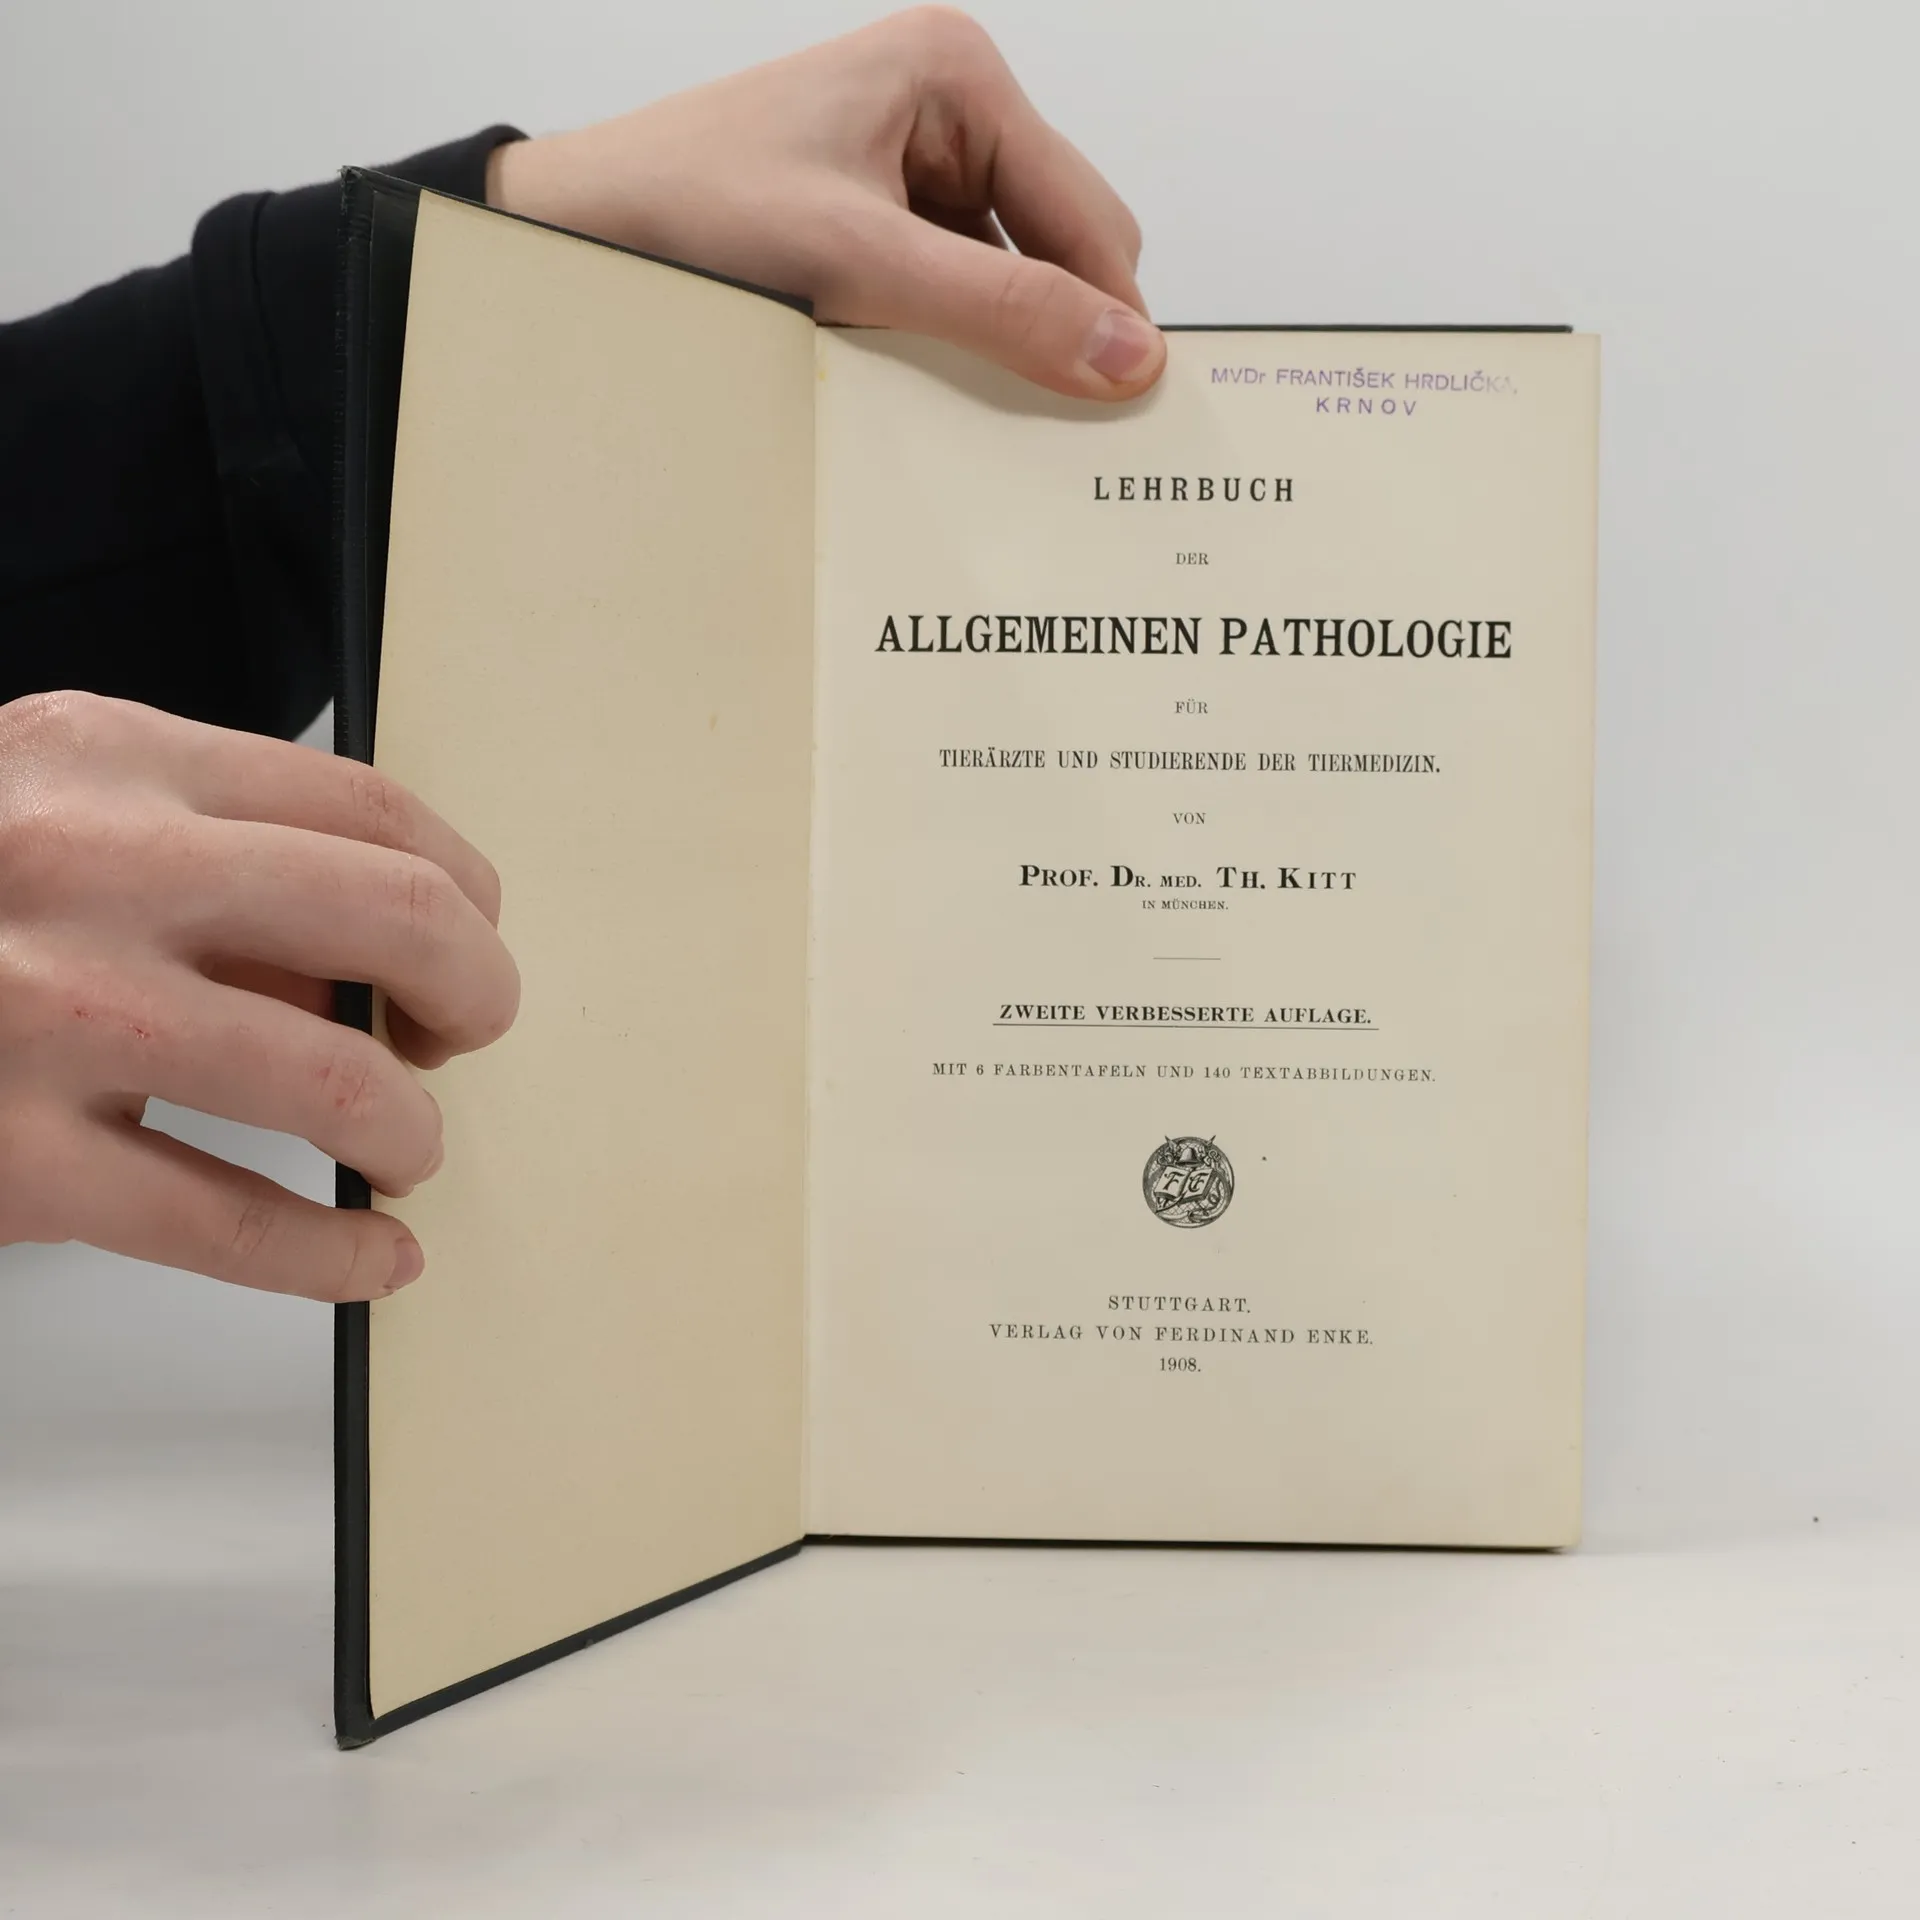 MVDr FRANTIŠEK HRDLIČKA,
KRNOV
LEHRBUCH
DER
ALLGEMEINEN PATHOLOGIE
FÜR
TIERÄRZTE UND STUDIERENDE DER TIERMEDIZIN.
VON
PROF. DR. MED. TH. KITT
IN MÜNCHEN.
ZWEITE VERBESSERTE AUFLAGE.
MIT 6 FARBENTAFELN UND 140 TEXTABBILDUNGEN.
F E
STUTTGART.
VERLAG VON FERDINAND ENKE.
1908.